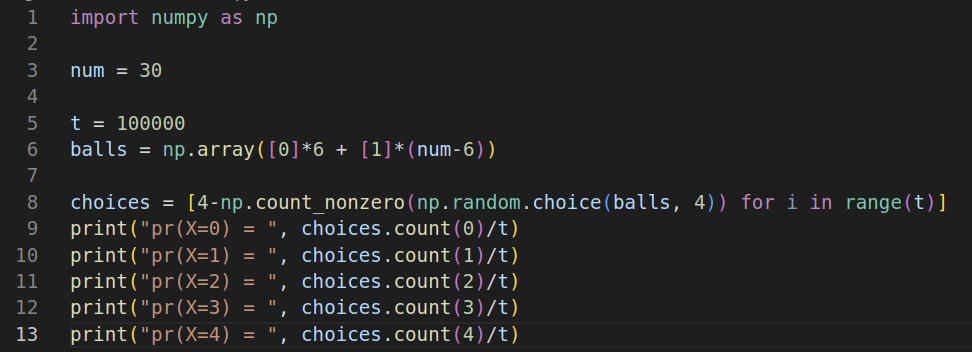 1 import numpy as np
2
3 num = 30
4
5 t = 100000
6 balls = np.array([0]*6 + [1]*(num-6))
7
8 choices = [4-np.count_nonzero(np.random.choice(balls, 4)) for i in range(t)]
9 print("pr(X=0) = ", choices.count(0)/t)
10 print("pr(X=1) = ", choices.count(1)/t)
11 print("pr(X=2) = ", choices.count(2)/t)
12 print("pr(X=3) = ", choices.count(3)/t)
13 print("pr(X=4) = ", choices.count(4)/t)